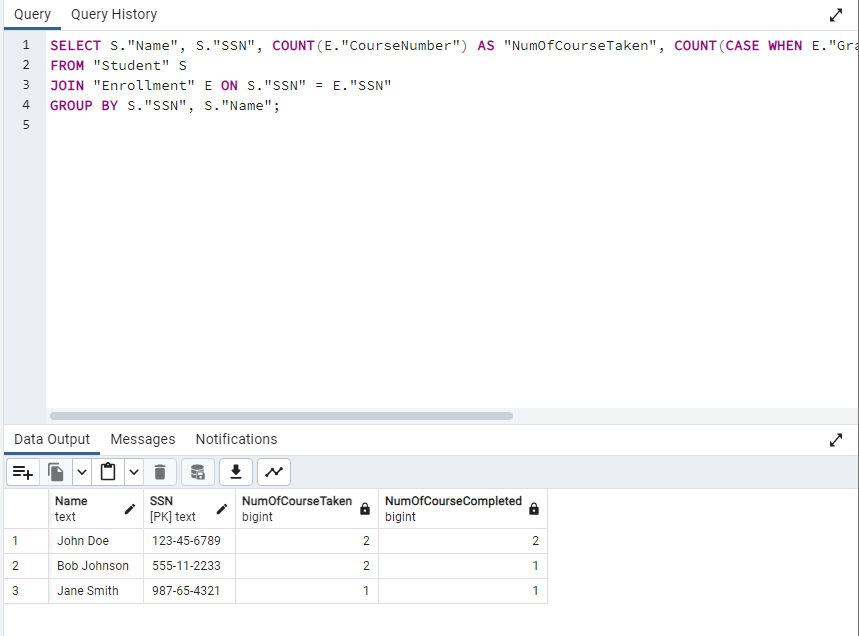 Query Query History
1 SELECT S."Name", S."SSN", COUNT(E."CourseNumber") AS "NumOfCourseTaken", COUNT(CASE WHEN E."Gra
2 FROM "Student" S
3 JOIN "Enrollment" E ON S."SSN" = E."SSN"
4 GROUP BY S."SSN", S."Name";
5
Data Output Messages Notifications
Name SSN NumOfCourseTaken NumOfCourseCompleted
text [PK] text bigint bigint
1 John Doe 123-45-6789 2 2
2 Bob Johnson 555-11-2233 2 1
3 Jane Smith 987-65-4321 1 1